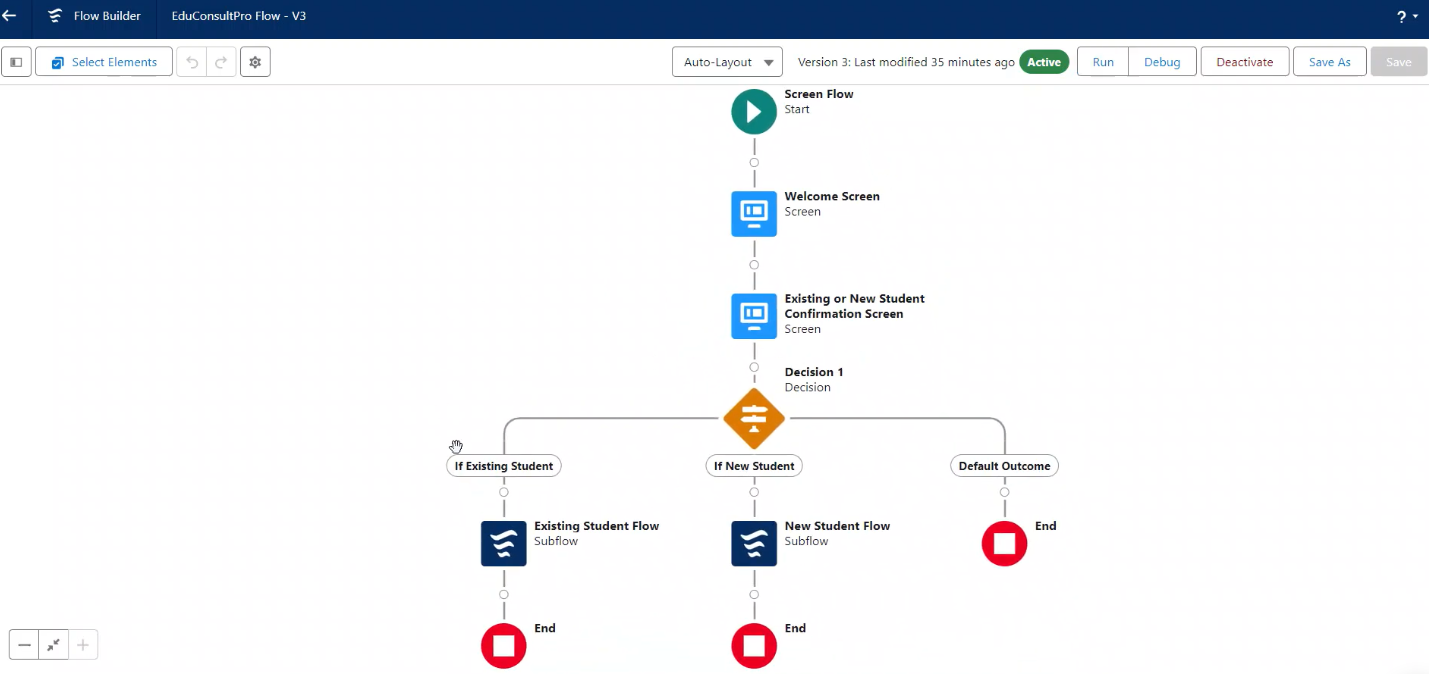 Flow Builder
EduConsultPro Flow - V3
?
Select Elements
Auto-Layout
Version 3: Last modified 35 minutes ago
Active
Run
Debug
Deactivate
Save As
Save
Screen Flow
Start
Welcome Screen
Screen
Existing or New Student
Confirmation Screen
Screen
Decision 1
Decision
If Existing Student
If New Student
Default Outcome
Existing Student Flow
Subflow
New Student Flow
Subflow
End
End
End